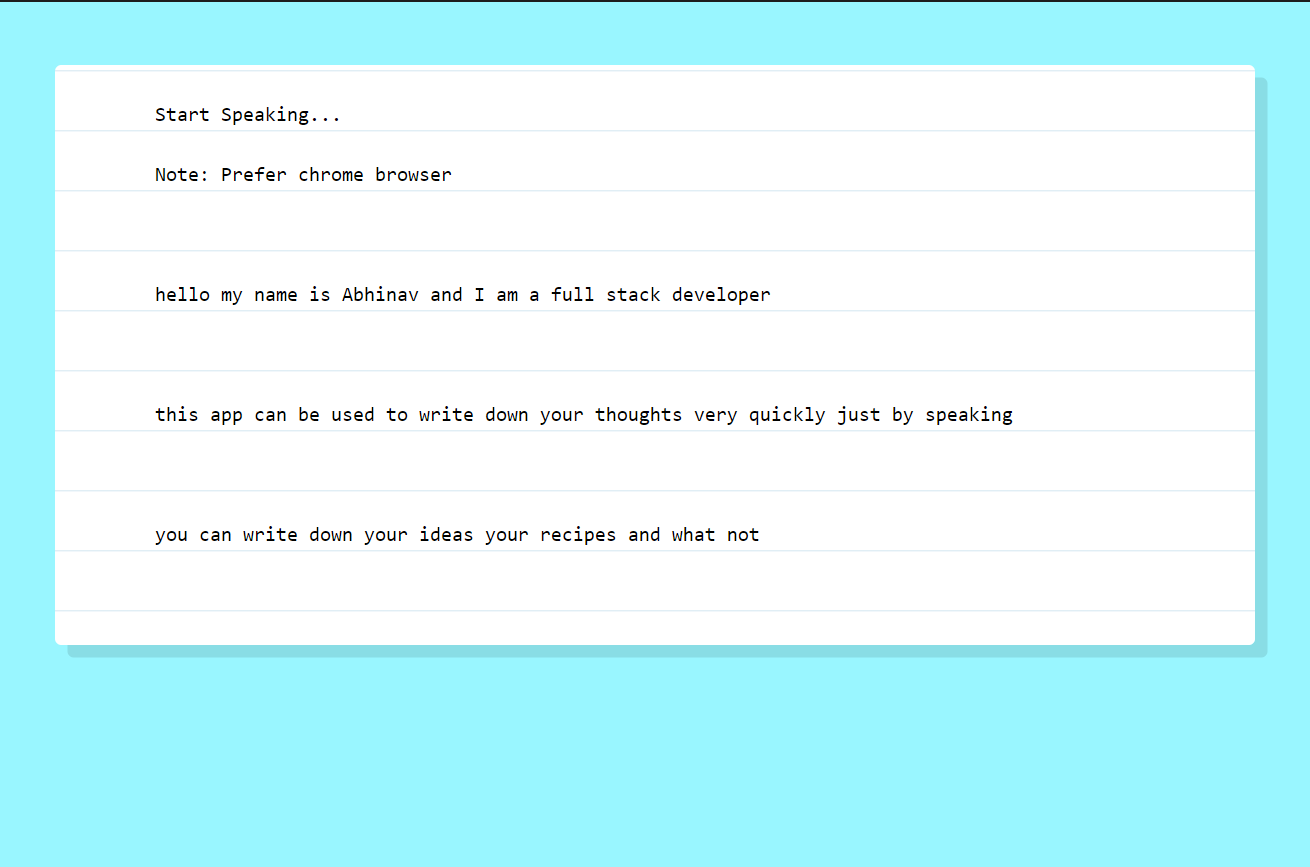 Start Speaking...
Note: Prefer chrome browser
hello my name is Abhinav and I am a full stack developer
this app can be used to write down your thoughts very quickly just by speaking
you can write down your ideas your recipes and what not